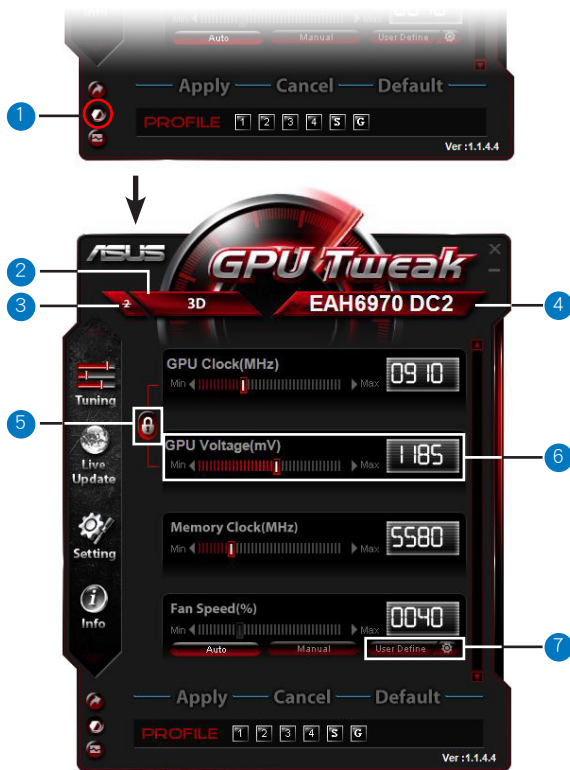 Min Max
Auto Manual User Define
Apply Cancel Default
PROFILE 1 2 3 4 S G
Ver :1.1.4.4
1
ASUS GPU Tweak
2
3
2 3D EAH6970 DC2
4
GPU Clock(MHz)
0910
Min Max
Tuning
5
GPU Voltage(mV)
1185
Min Max
6
Live
Update
Memory Clock(MHz)
5580
Min Max
Setting
Fan Speed(%)
0040
Min Max
Auto Manual User Define
7
Info
Apply Cancel Default
PROFILE 1 2 3 4 S G
Ver :1.1.4.4